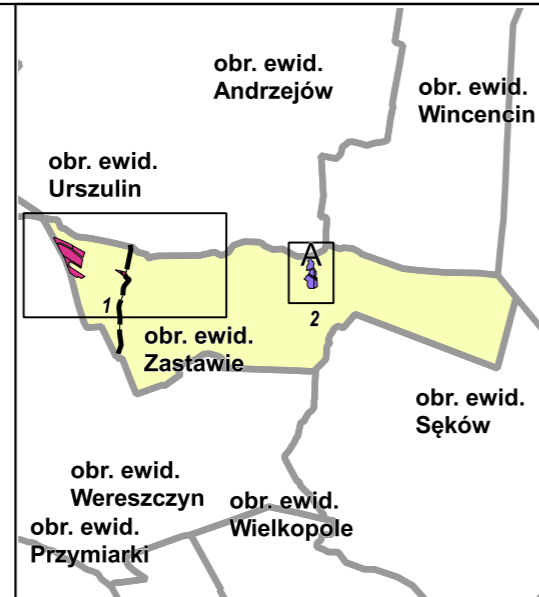 obr. ewid.
Andrzejów
obr. ewid.
Wincencin
obr. ewid.
Urszulin
A
1
2
obr. ewid.
Zastawie
obr. ewid.
Sęków
obr. ewid.
Wereszczyn
obr. ewid.
Wielkopole
obr. ewid.
Przymiarki